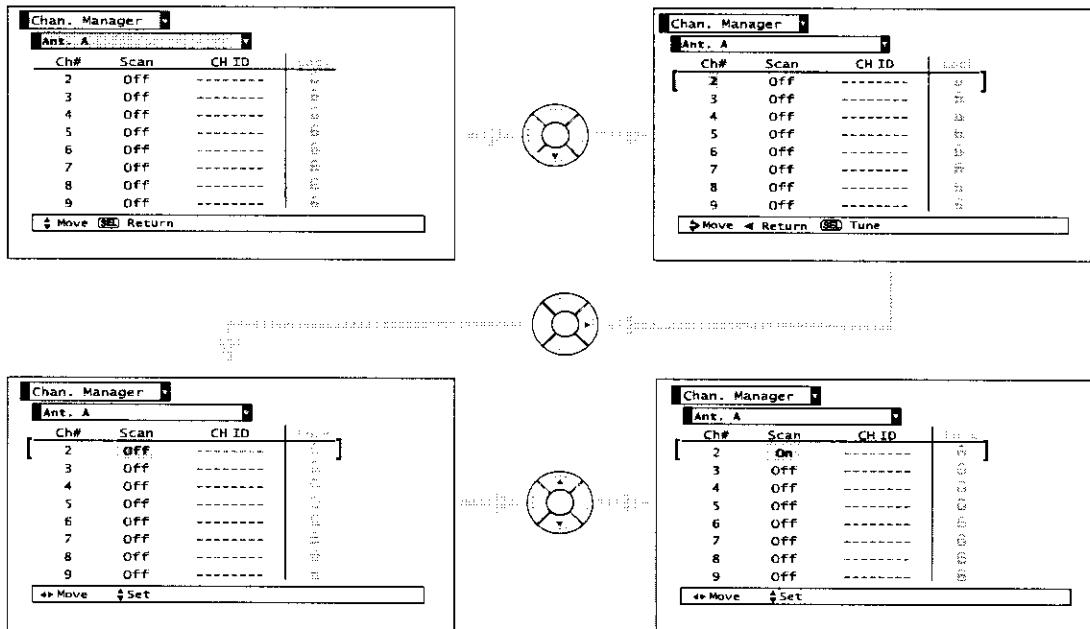 Chan. Manager
Ant. A
Ch# Scan CH ID
2 Off --------
3 Off --------
4 Off --------
5 Off --------
6 Off --------
7 Off --------
8 Off --------
9 Off --------
Move SEL Return
Chan. Manager
Ant. A
Ch# Scan CH ID
2 Off --------
3 Off --------
4 Off --------
5 Off --------
6 Off --------
7 Off --------
8 Off --------
9 Off --------
Move Return SEL Tune
Chan. Manager
Ant. A
Ch# Scan CH ID
2 Off --------
3 Off --------
4 Off --------
5 Off --------
6 Off --------
7 Off --------
8 Off --------
9 Off --------
Move Set
Chan. Manager
Ant. A
Ch# Scan CH ID
2 On --------
3 Off --------
4 Off --------
5 Off --------
6 Off --------
7 Off --------
8 Off --------
9 Off --------
Move Set